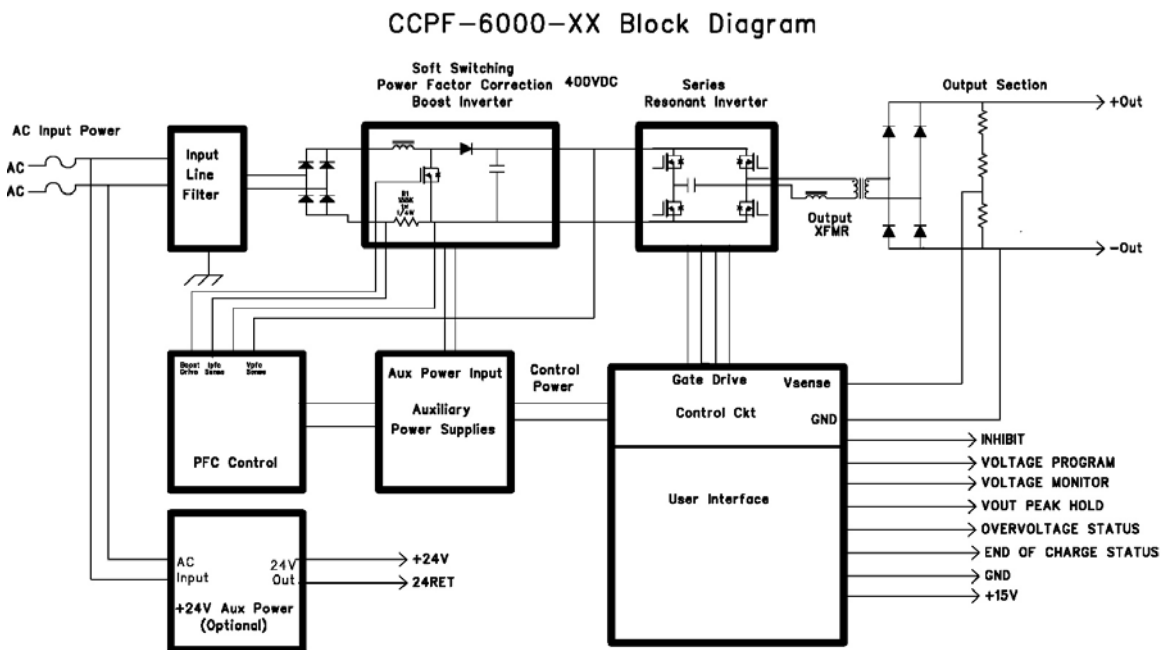 CCPF-6000-XX Block Diagram
Soft Switching
Power Factor Correction
Boost Inverter
400VDC
Series
Resonant Inverter
Output Section
+Out
AC Input Power
AC
AC
Input
Line
Filter
R1
1%
1/4W
Output
XFMR
-Out
Boost
Drive
Ipfc
Sense
Vpfc
Sense
PFC Control
Aux Power Input
Auxiliary
Power Supplies
Control
Power
Gate Drive
Vsense
Control Ckt
GND
User Interface
INHIBIT
VOLTAGE PROGRAM
VOLTAGE MONITOR
VOUT PEAK HOLD
OVERVOLTAGE STATUS
END OF CHARGE STATUS
GND
+15V
AC
Input
24V
Out
+24V Aux Power
(Optional)
+24V
24RET